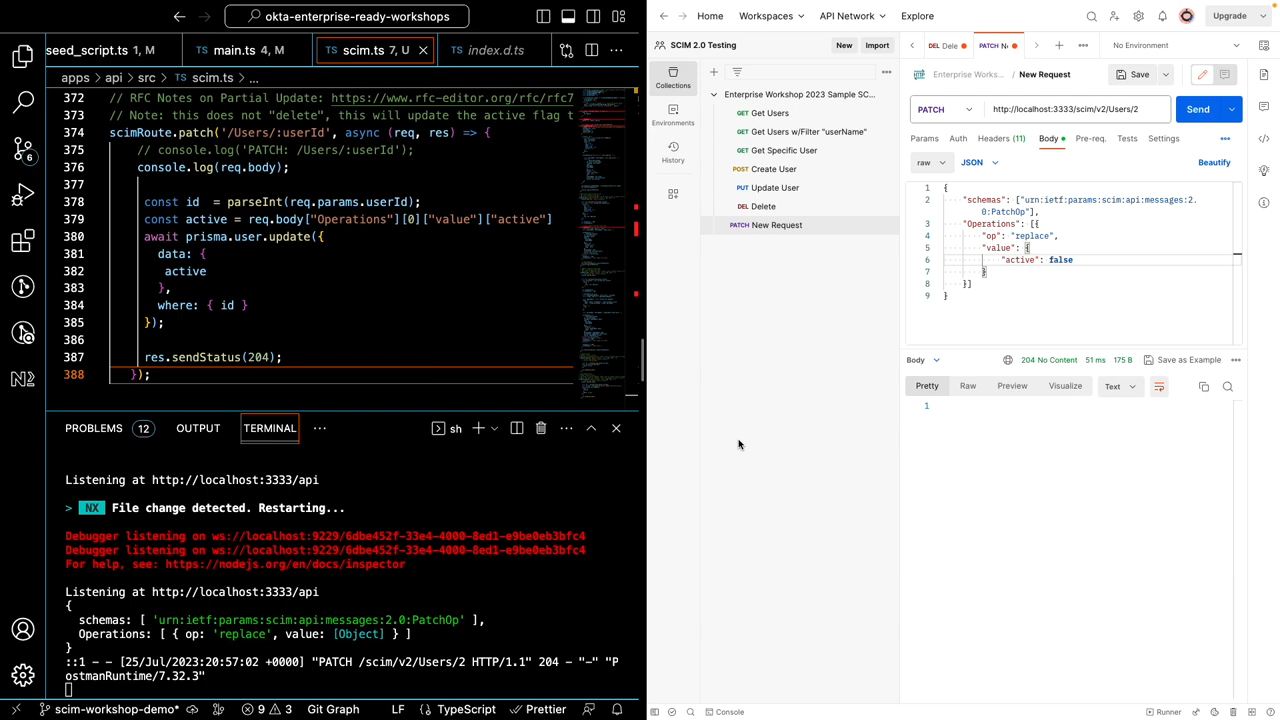 okta-enterprise-ready-workshops
seed_script.ts 1, M
TS main.ts 4, M
TS scim.ts 7, U
TS index.d.ts
apps > api > src > TS scim.ts > ...
372 // RFC Notes on Partial Update: https://www.rfc-editor.org/rfc/rfc7
373 // Note: this does not "delete", this will update the active flag t
374 scimRoute.patch('/Users/:userId', async (req, res) => {
375 // console.log('PATCH: /Users/:userId');
376 console.log(req.body);
377
378 const id = parseInt(req.params.userId);
379 const active = req.body["Operations"][0]["value"]["active"]
380 await prisma.user.update({
381 data: {
382 active
383 },
384 where: { id }
385 });
386
387 res.sendStatus(204);
388 });
PROBLEMS 12 OUTPUT TERMINAL ... sh
Listening at http://localhost:3333/api
> NX File change detected. Restarting...
Debugger listening on ws://localhost:9229/6dbe452f-33e4-4000-8ed1-e9be0eb3bfc4
Debugger listening on ws://localhost:9229/6dbe452f-33e4-4000-8ed1-e9be0eb3bfc4
For help, see: https://nodejs.org/en/docs/inspector
Listening at http://localhost:3333/api
{
schemas: [ 'urn:ietf:params:scim:api:messages:2.0:PatchOp' ],
Operations: [ { op: 'replace', value: [Object] } ]
}
::1 - - [25/Jul/2023:20:57:02 +0000] "PATCH /scim/v2/Users/2 HTTP/1.1" 204 - "-" "P
ostmanRuntime/7.32.3"
scim-workshop-demo* 9 3 Git Graph LF TypeScript Prettier
Home Workspaces API Network Explore Upgrade
SCIM 2.0 Testing New Import
DEL Dele PATCH N No Environment
Collections
Environments
History
Enterprise Workshop 2023 Sample SC...
GET Get Users
GET Get Users w/Filter "userName"
GET Get Specific User
POST Create User
PUT Update User
DEL Delete
PATCH New Request
HTTP Enterprise Works... / New Request Save
PATCH http://localhost:3333/scim/v2/Users/2 Send
Params Auth Headers (11) Body Pre-req. Tests Settings
raw JSON Beautify
1 {
2 "schemas": ["urn:ietf:params:scim:api:messages:2.
0:PatchOp"],
3 "Operations": [{
4 "op": "replace",
5 "value": {
6 "active": false
7 }
8 }]
9 }
Body 204 No Content 51 ms 175 B Save as Example
Pretty Raw Preview Visualize Text
1
Console Runner